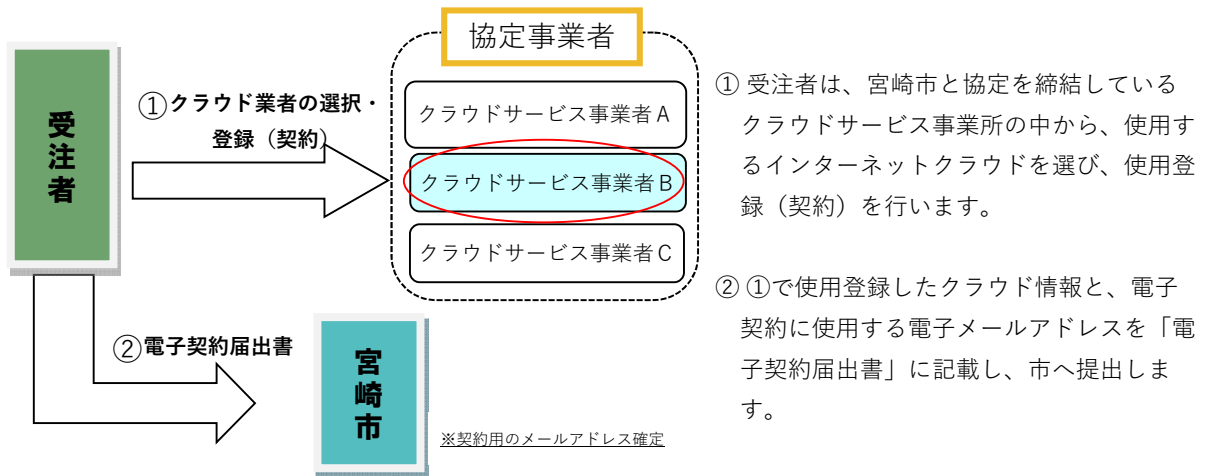 協定事業者
受注者
①クラウド業者の選択・
登録（契約）
クラウドサービス事業者A
クラウドサービス事業者B
クラウドサービス事業者C
②電子契約届出書
宮崎市
※契約用のメールアドレス確定
① 受注者は、宮崎市と協定を締結している
クラウドサービス事業所の中から、使用す
るインターネットクラウドを選び、使用登
録（契約）を行います。
② ①で使用登録したクラウド情報と、電子
契約に使用する電子メールアドレスを「電
子契約届出書」に記載し、市へ提出しま
す。